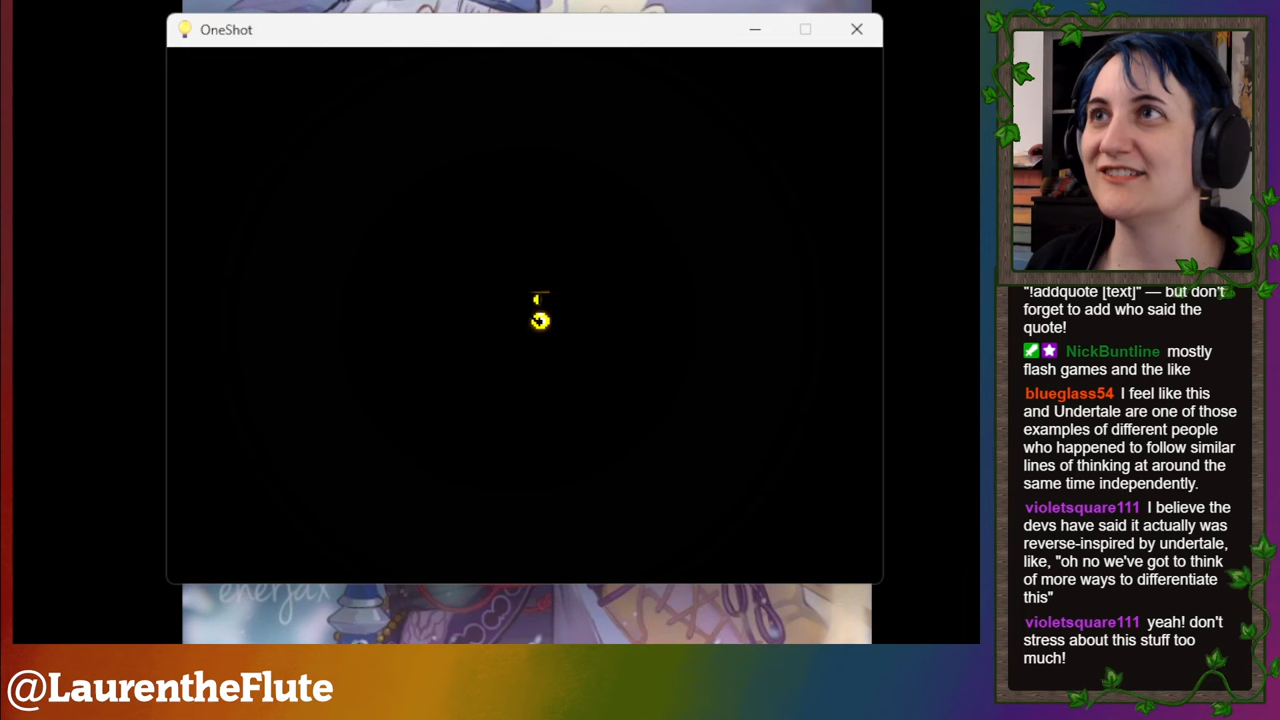 OneShot
"!addquote [text]" — but don't
forget to add who said the
quote!
NickBuntline mostly
flash games and the like
blueglass54 I feel like this
and Undertale are one of those
examples of different people
who happened to follow similar
lines of thinking at around the
same time independently.
violetsquare111 I believe the
devs have said it actually was
reverse-inspired by undertale,
like, "oh no we've got to think
of more ways to differentiate
this"
violetsquare111 yeah! don't
stress about this stuff too
much!
@LaurentheFlute